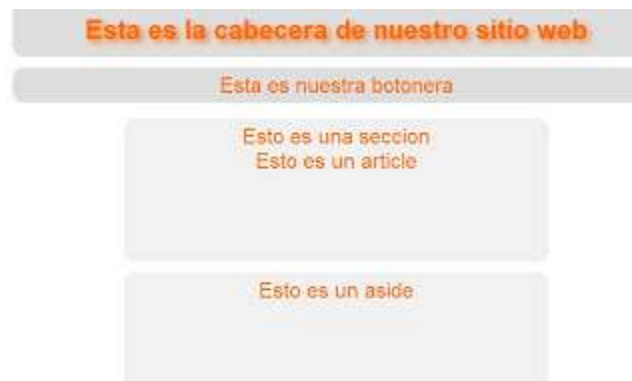 Esta es la cabecera de nuestro sitio web
Esta es nuestra botonera
Esto es una seccion
Esto es un article
Esto es un aside